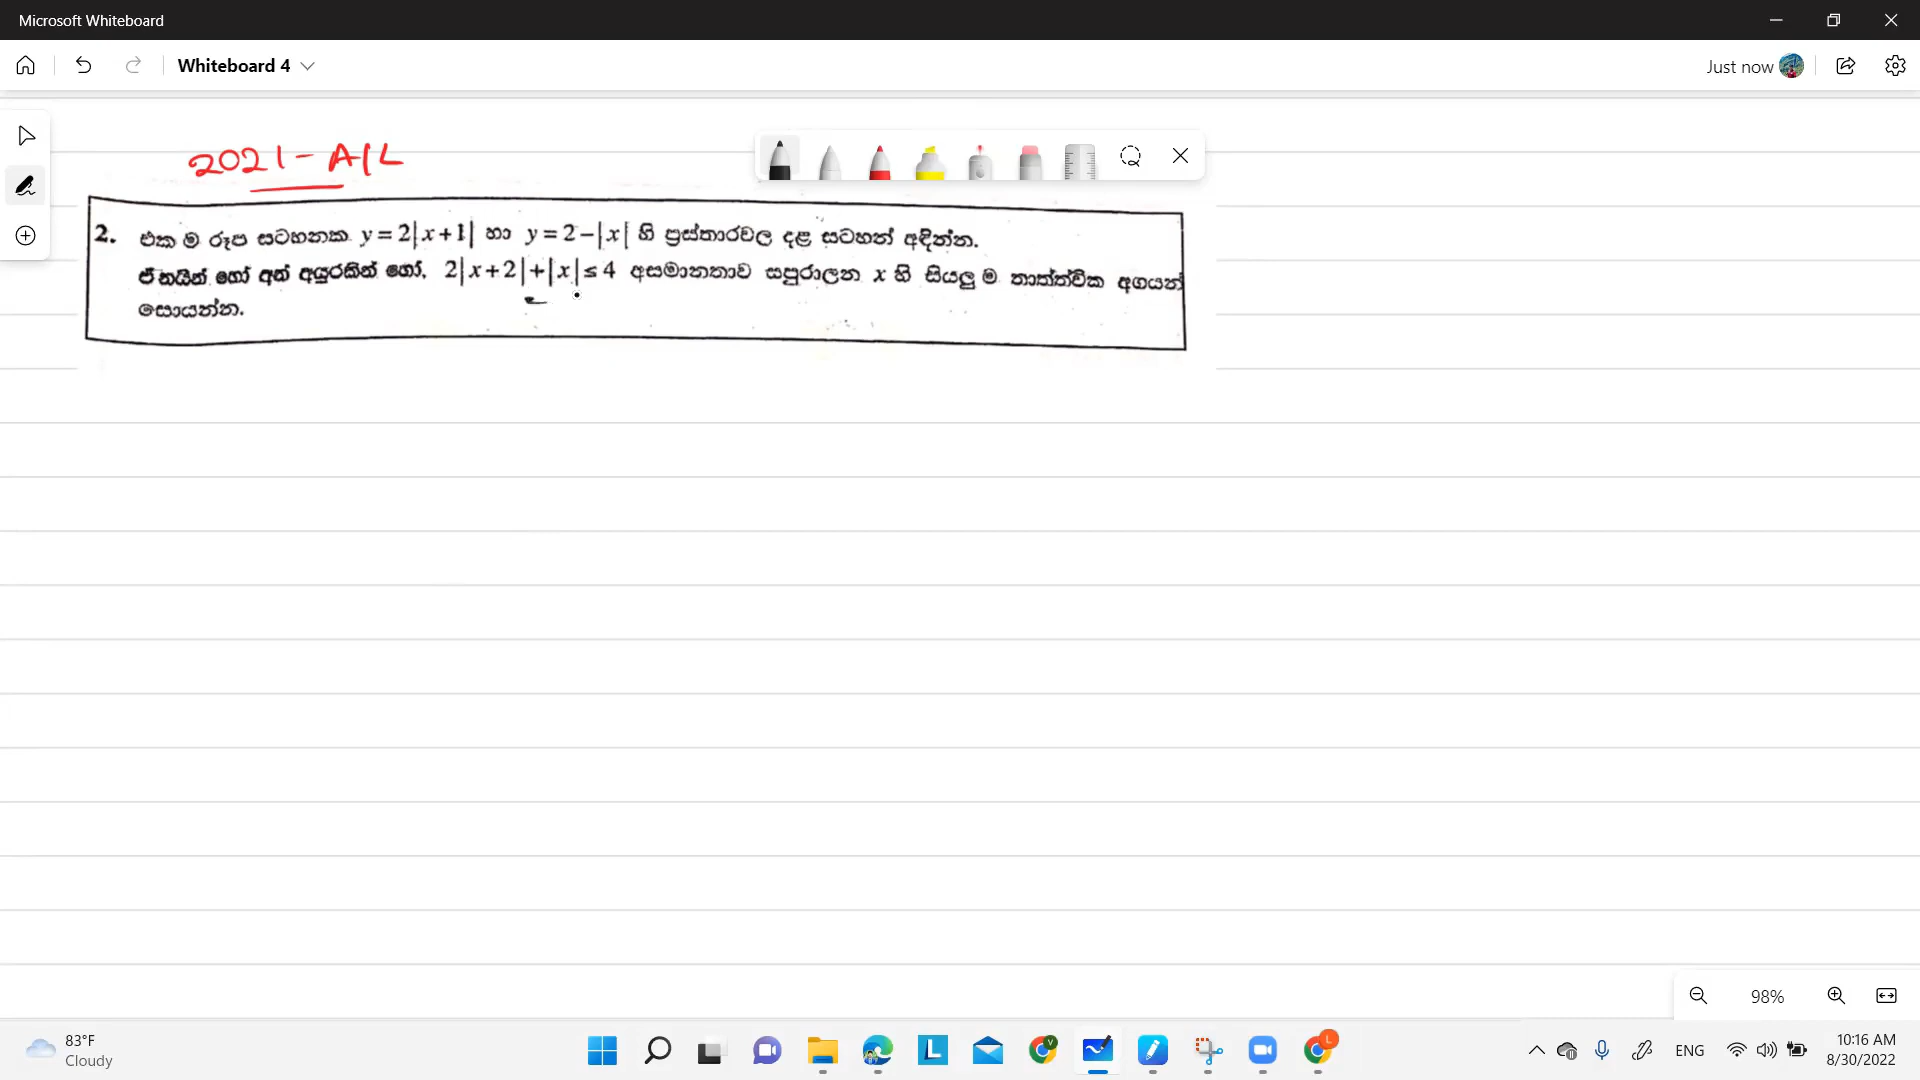 Microsoft Whiteboard
Whiteboard 4
Just now
2021 - A/L
2. එක ම රූප සටහනක y = 2|x+1| හා y = 2 - |x| හි ප්‍රස්තාරවල දළ සටහන් අඳින්න.
ඒ නයින් හෝ අන් අයුරකින් හෝ, 2|x+2|+|x| ≤ 4 අසමානතාව සපුරාලන x හි සියලු ම තාත්ත්වික අගයන්
සොයන්න.
98%
83°F
Cloudy
ENG
10:16 AM
8/30/2022